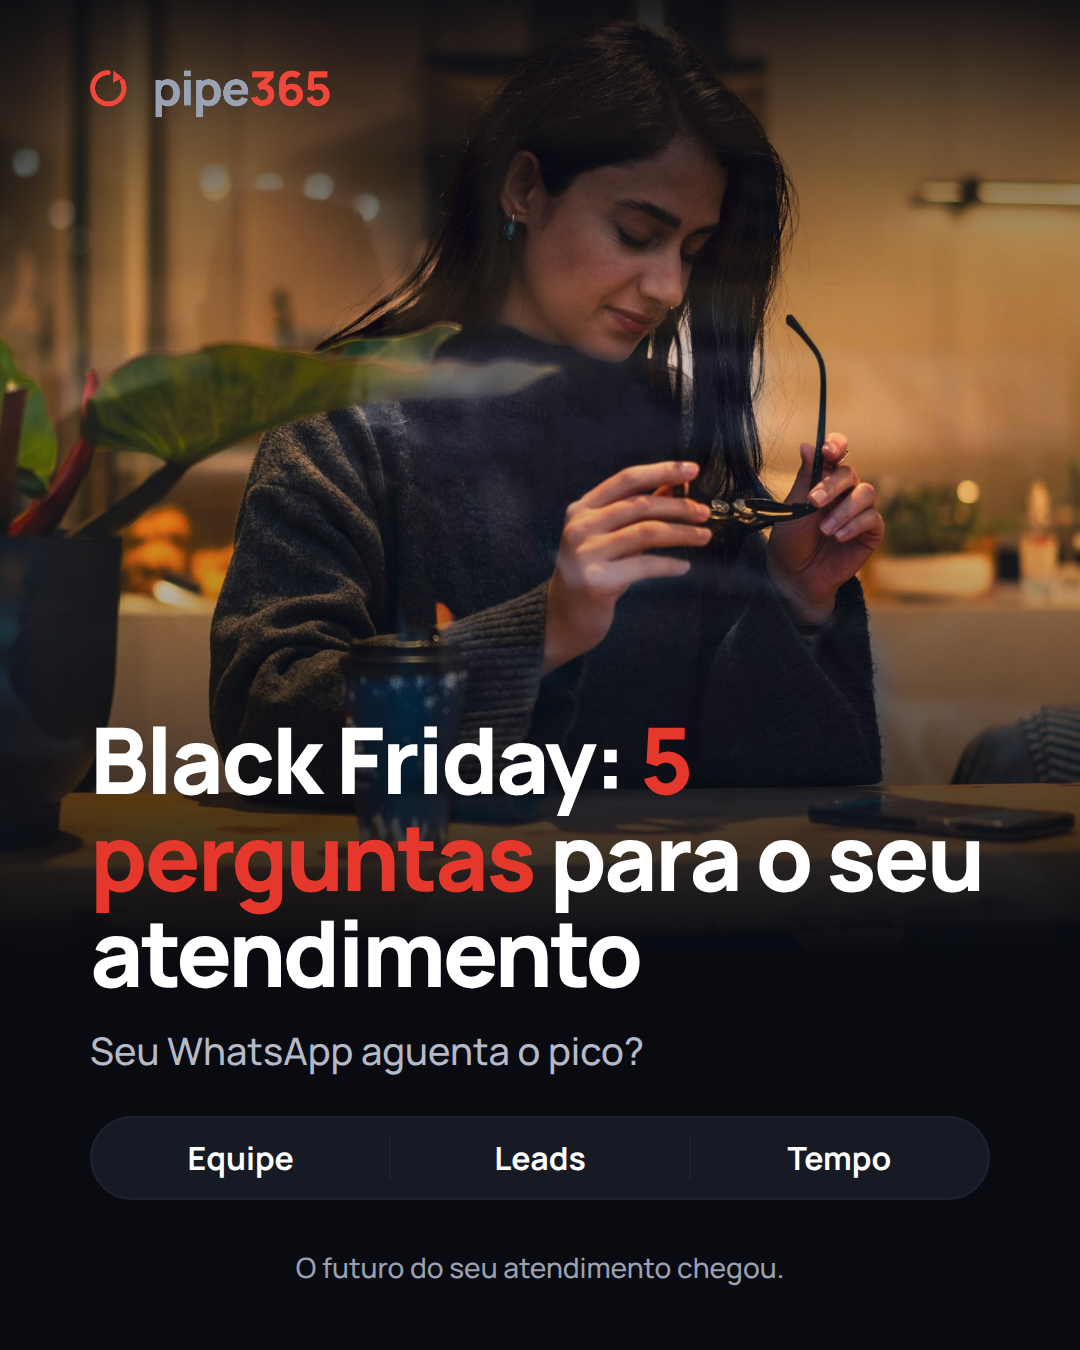 pipe365
Black Friday: 5
perguntas para o seu
atendimento
Seu WhatsApp aguenta o pico?
Equipe
Leads
Tempo
O futuro do seu atendimento chegou.